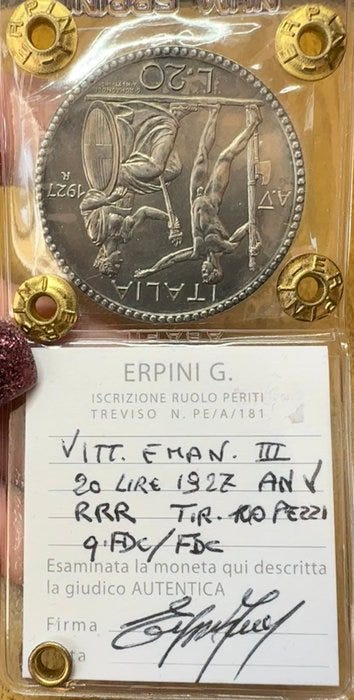 NUM. ERPINI
ERPINI
ITALIA
A.V
1927
R
L.20
ERPINI G.
ISCRIZIONE RUOLO PERITI
TREVISO N. PE/A/181
VITT. EMAN. III
20 LIRE 1927 AN V
RRR TIR. 100 PEZZI
q.FDC/FDC
Esaminata la moneta qui descritta
la giudico AUTENTICA
Firma